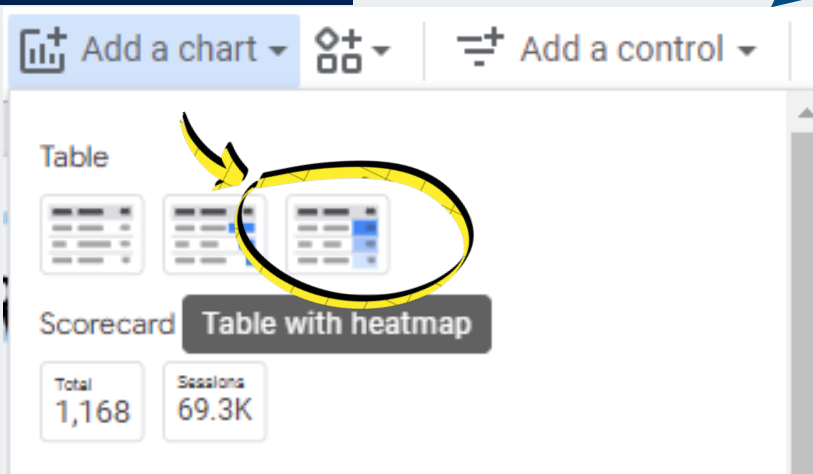 Add a chart
Add a control
Table
Scorecard
Table with heatmap
Total
1,168
Sessions
69.3K